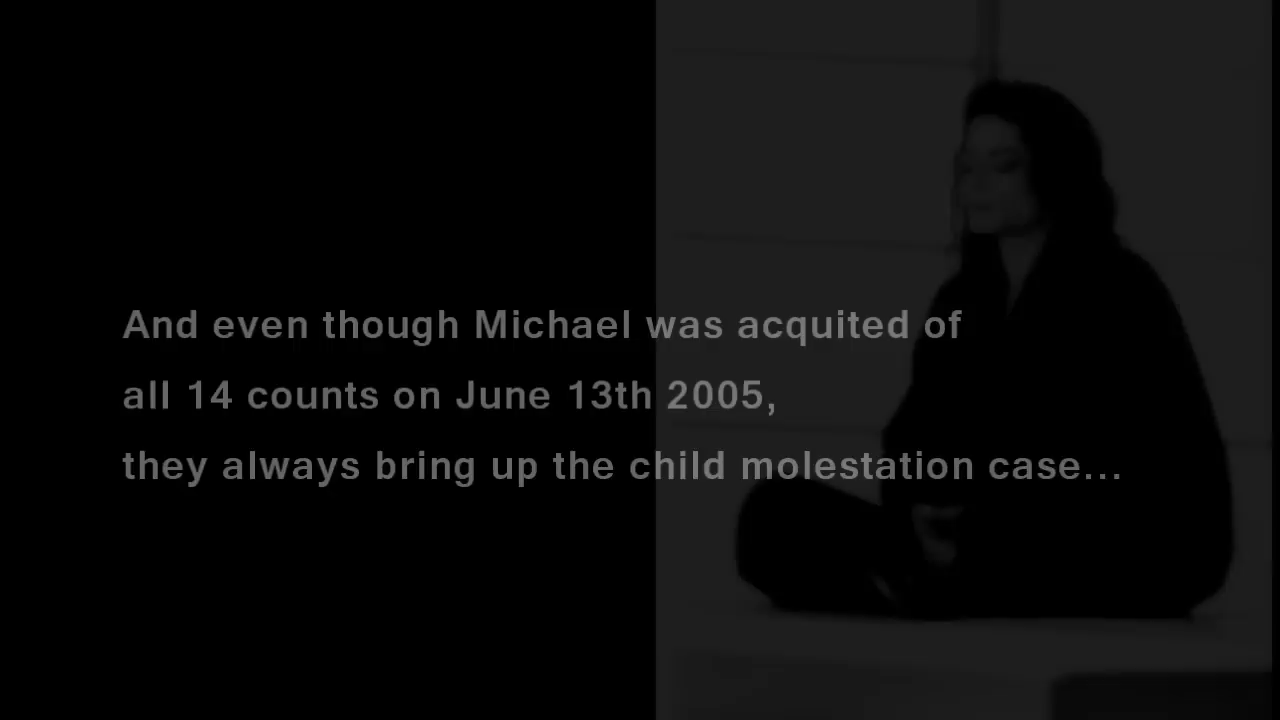 And even though Michael was acquited of
all 14 counts on June 13th 2005,
they always bring up the child molestation case...